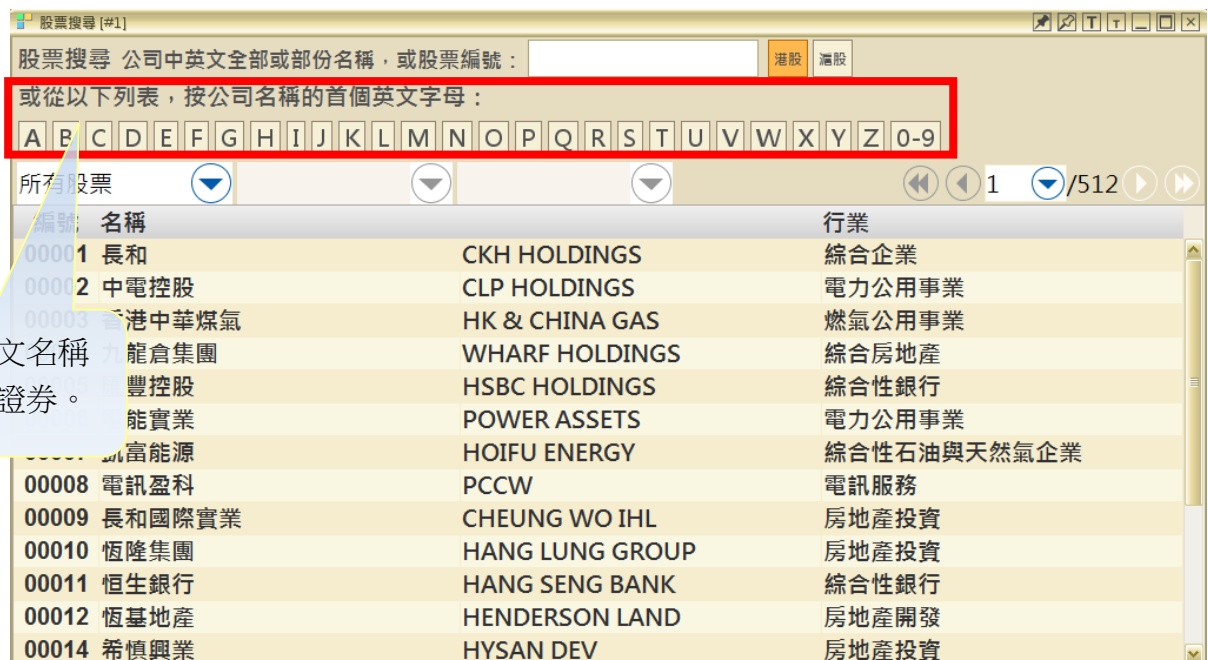 股票搜尋 [#1]
T T
股票搜尋 公司中英文全部或部份名稱，或股票編號： 港股 滬股
或從以下列表，按公司名稱的首個英文字母：
A B C D E F G H I J K L M N O P Q R S T U V W X Y Z 0-9
所有股票 1 /512
編號 名稱 行業
00001 長和 CKH HOLDINGS 綜合企業
00002 中電控股 CLP HOLDINGS 電力公用事業
00003 香港中華煤氣 HK & CHINA GAS 燃氣公用事業
九龍倉集團 WHARF HOLDINGS 綜合房地產
豐控股 HSBC HOLDINGS 綜合性銀行
能實業 POWER ASSETS 電力公用事業
富能源 HOIFU ENERGY 綜合性石油與天然氣企業
文名稱
證券。
00008 電訊盈科 PCCW 電訊服務
00009 長和國際實業 CHEUNG WO IHL 房地產投資
00010 恆隆集團 HANG LUNG GROUP 房地產投資
00011 恒生銀行 HANG SENG BANK 綜合性銀行
00012 恆基地產 HENDERSON LAND 房地產開發
00014 希慎興業 HYSAN DEV 房地產投資